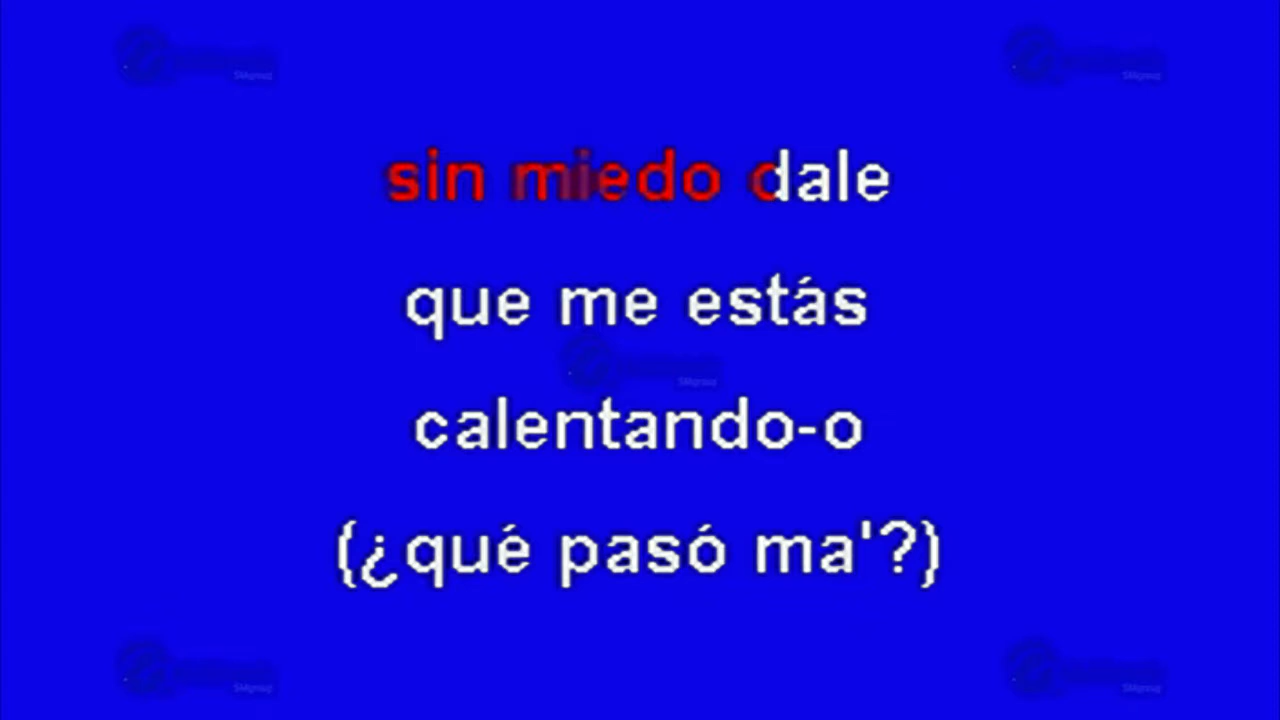 sin miedo dale
que me estás
calentando-o
(¿qué pasó ma'?)